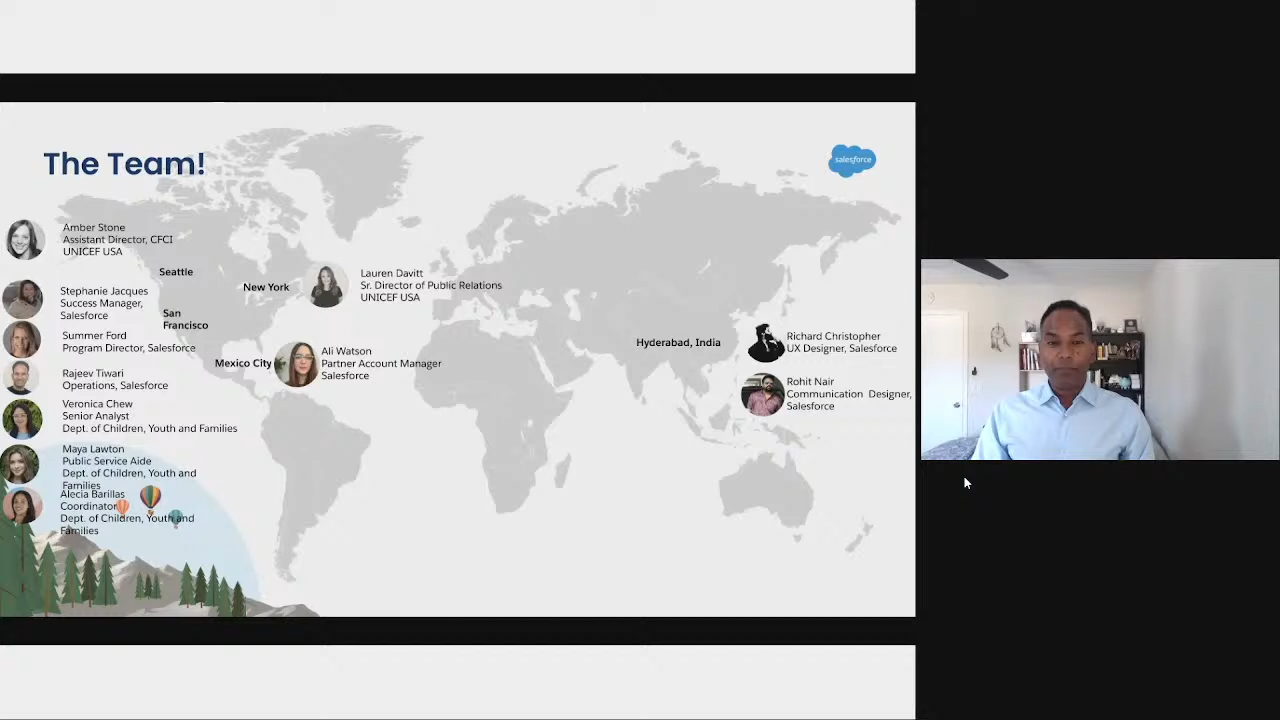 The Team!
salesforce
Amber Stone
Assistant Director, CFCI
UNICEF USA
Seattle
Stephanie Jacques
Success Manager,
Salesforce
San
Francisco
Summer Ford
Program Director, Salesforce
Rajeev Tiwari
Operations, Salesforce
Veronica Chew
Senior Analyst
Dept. of Children, Youth and Families
Maya Lawton
Public Service Aide
Dept. of Children, Youth and
Families
Alecia Barillas
Coordinator
Dept. of Children, Youth and
Families
New York
Lauren Davitt
Sr. Director of Public Relations
UNICEF USA
Mexico City
Ali Watson
Partner Account Manager
Salesforce
Hyderabad, India
Richard Christopher
UX Designer, Salesforce
Rohit Nair
Communication Designer,
Salesforce